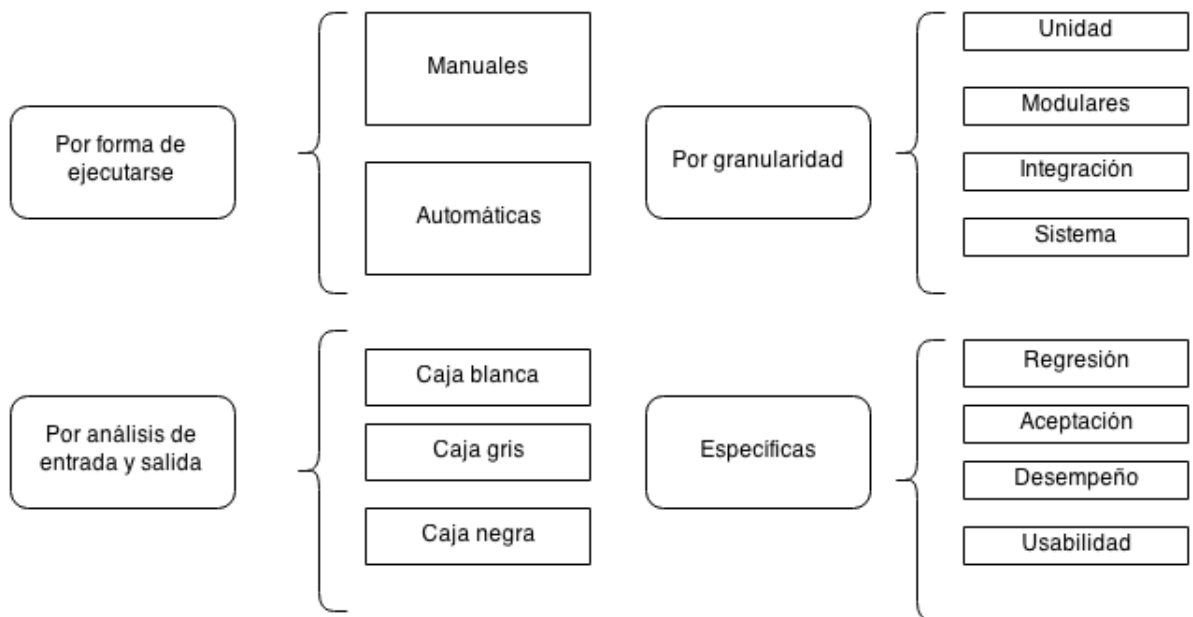 Por forma de
ejecutarse
Manuales
Automáticas
Por granularidad
Unidad
Modulares
Integración
Sistema
Por análisis de
entrada y salida
Caja blanca
Caja gris
Caja negra
Específicas
Regresión
Aceptación
Desempeño
Usabilidad